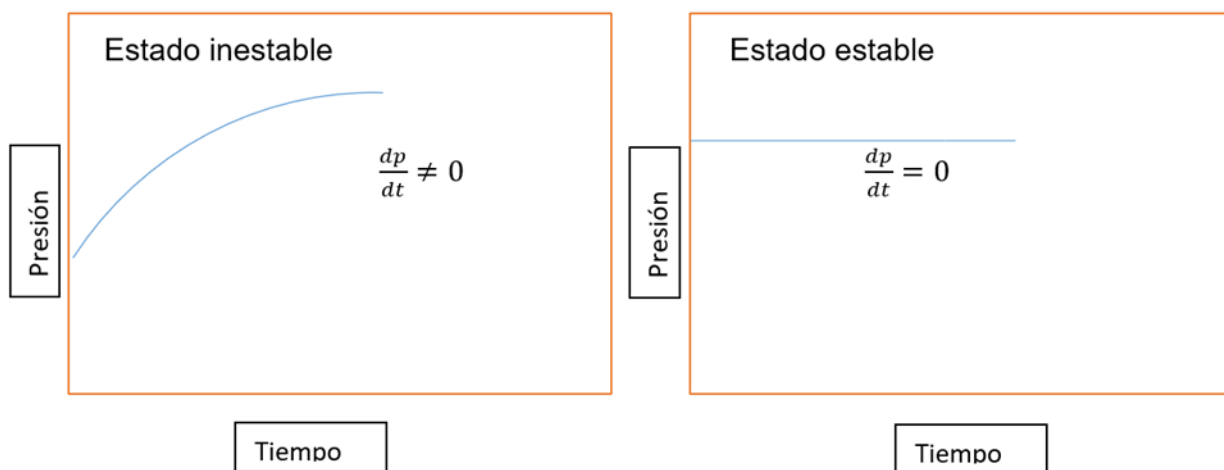 Estado inestable
dp/dt ≠ 0
Presión
Tiempo
Estado estable
dp/dt = 0
Presión
Tiempo